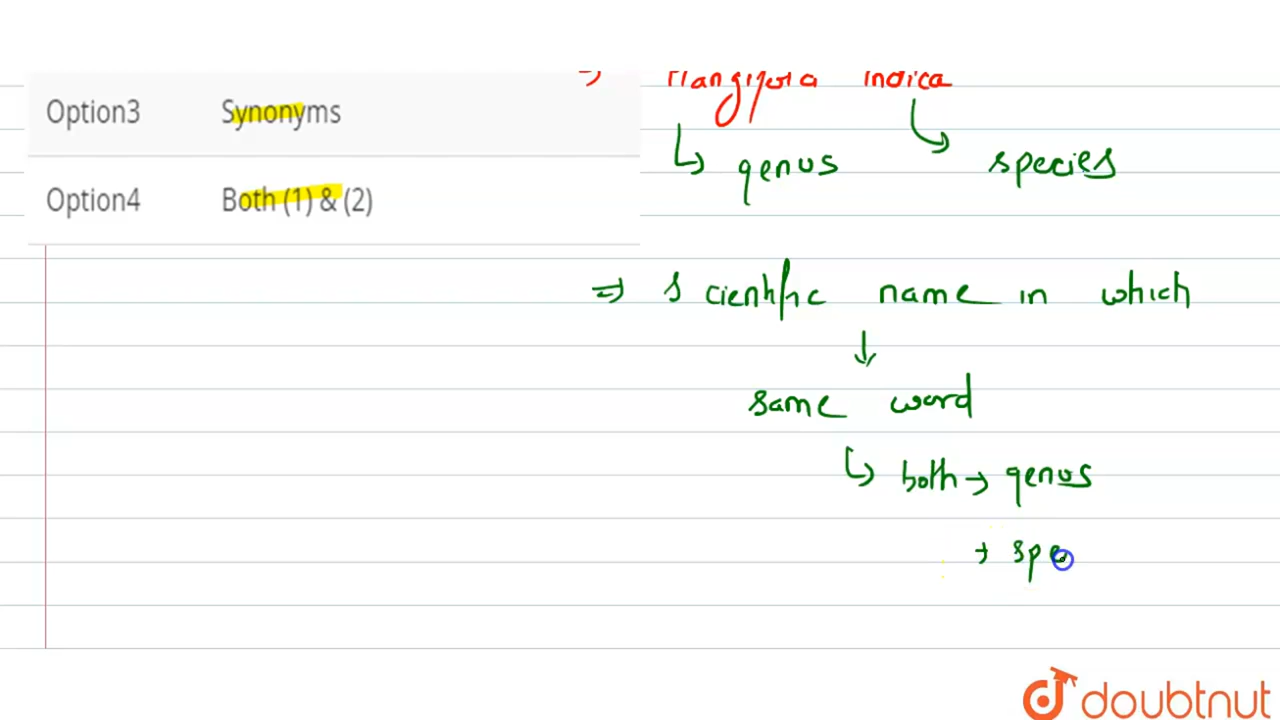 ⇒ Mangifera indica
Option3 Synonyms
↳ genus ↳ species
Option4 Both (1) & (2)
⇒ Scientific name in which
↓
same word
↳ both → genus
+ spe
doubtnut